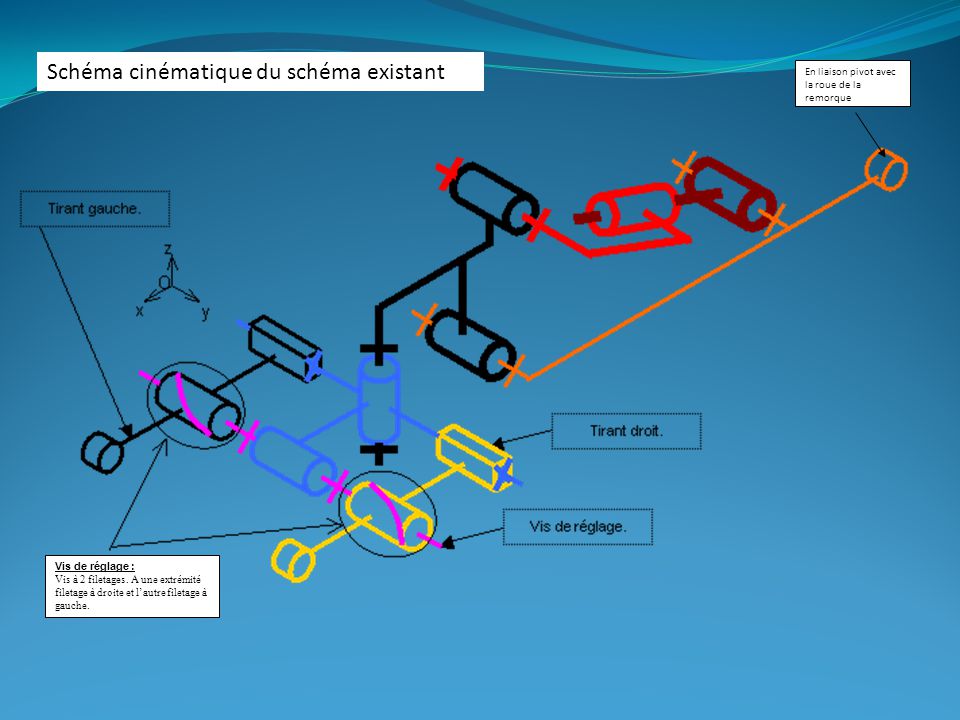 Schéma cinématique du schéma existant
En liaison pivot avec
la roue de la
remorque
Tirant gauche.
z
O
x
y
Tirant droit.
Vis de réglage.
Vis de réglage :
Vis à 2 filetages. A une extrémité
filetage à droite et l’autre filetage à
gauche.